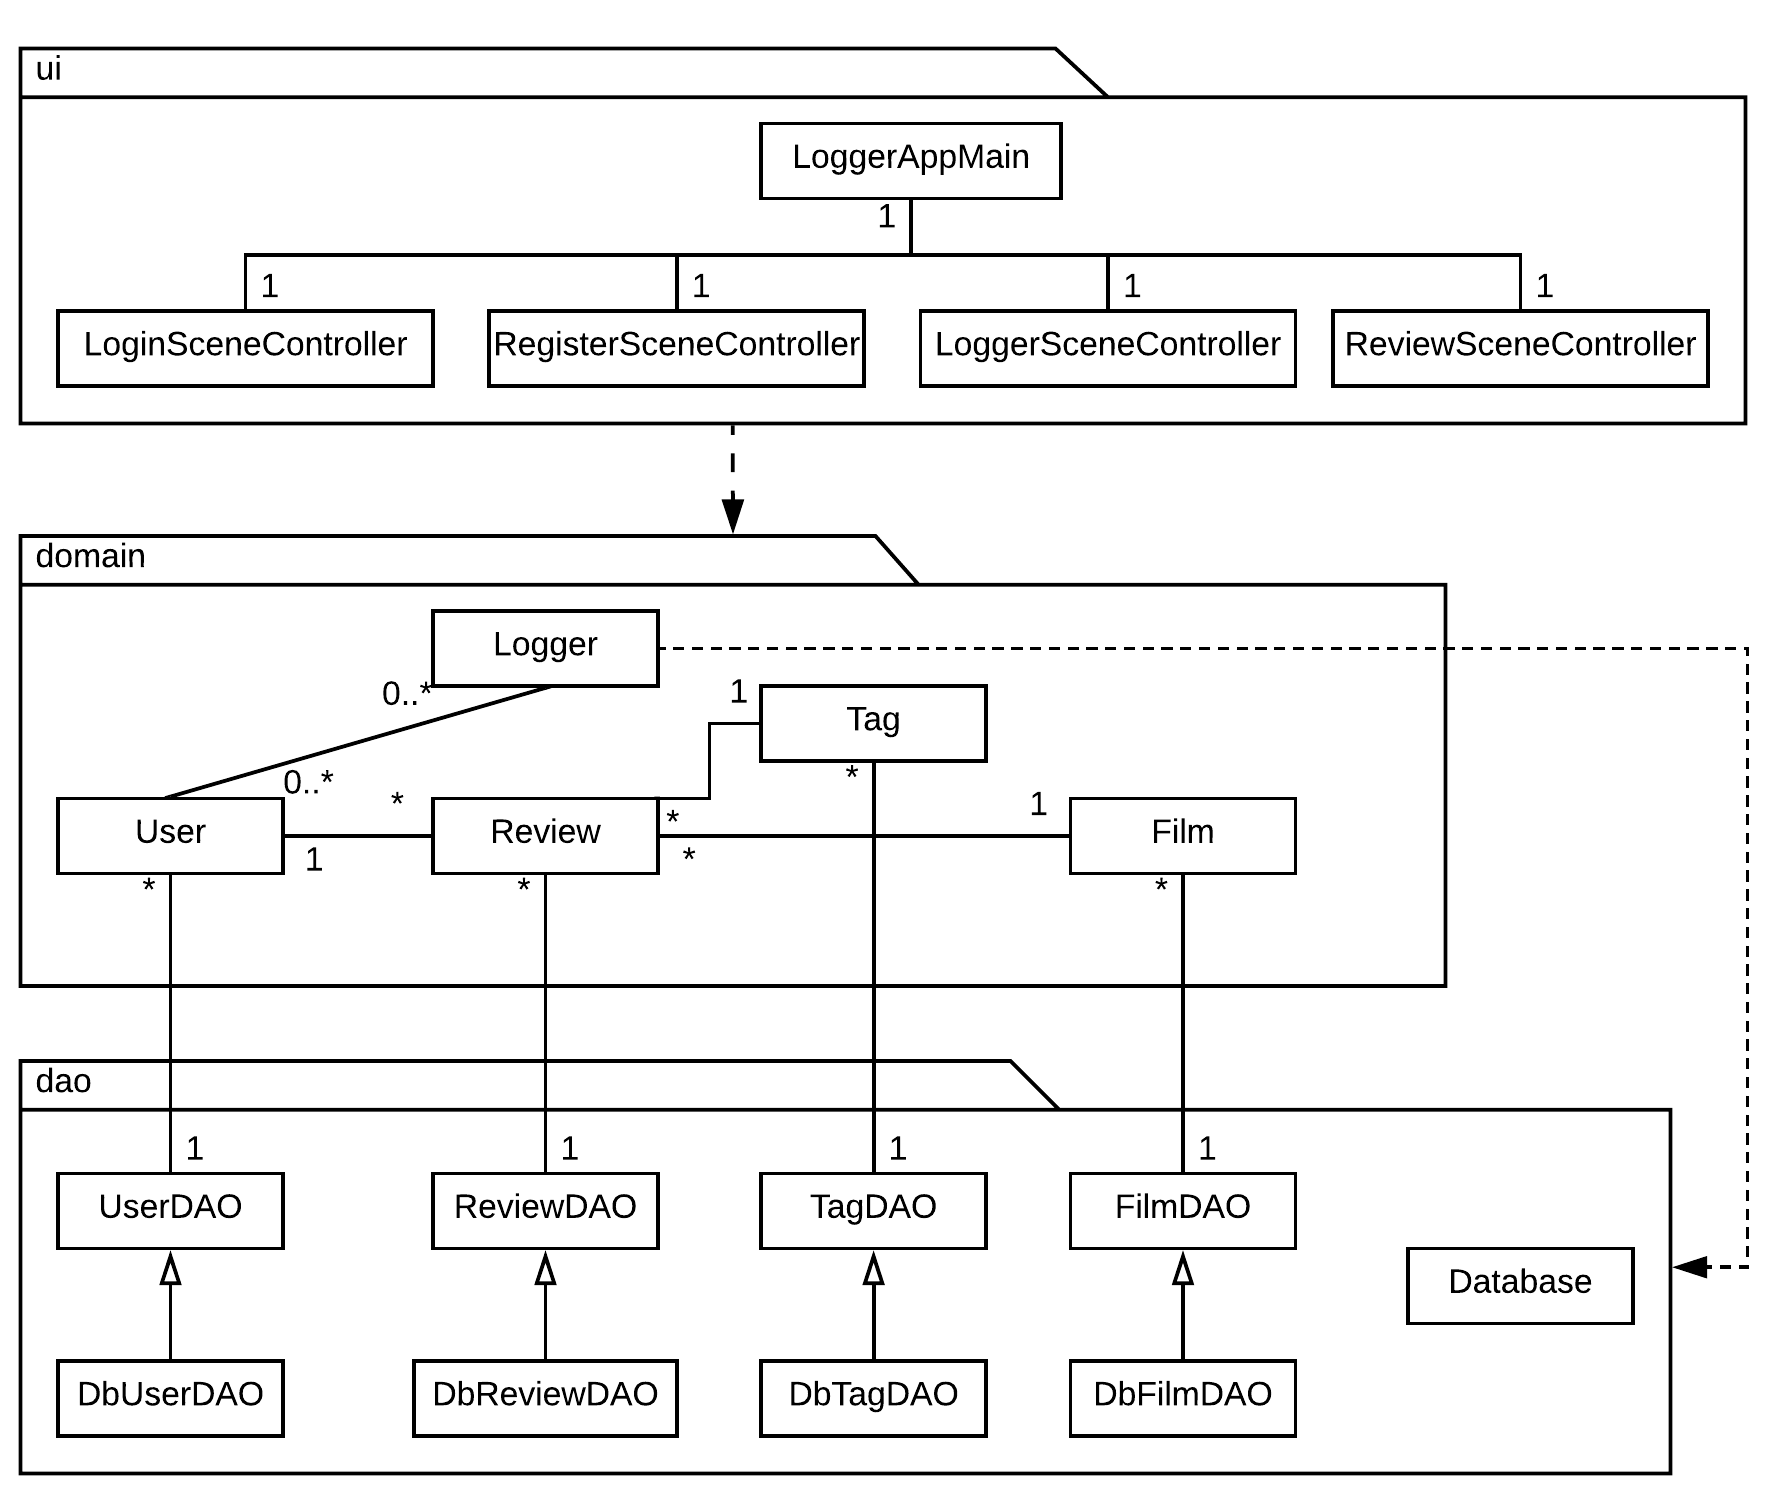 ui
LoggerAppMain
1
1 1 1 1
LoginSceneController RegisterSceneController LoggerSceneController ReviewSceneController
domain
Logger
0..* 1
Tag
*
0..* * 1
User Review * Film
1 *
* * *
dao
1 1 1 1
UserDAO ReviewDAO TagDAO FilmDAO
Database
DbUserDAO DbReviewDAO DbTagDAO DbFilmDAO